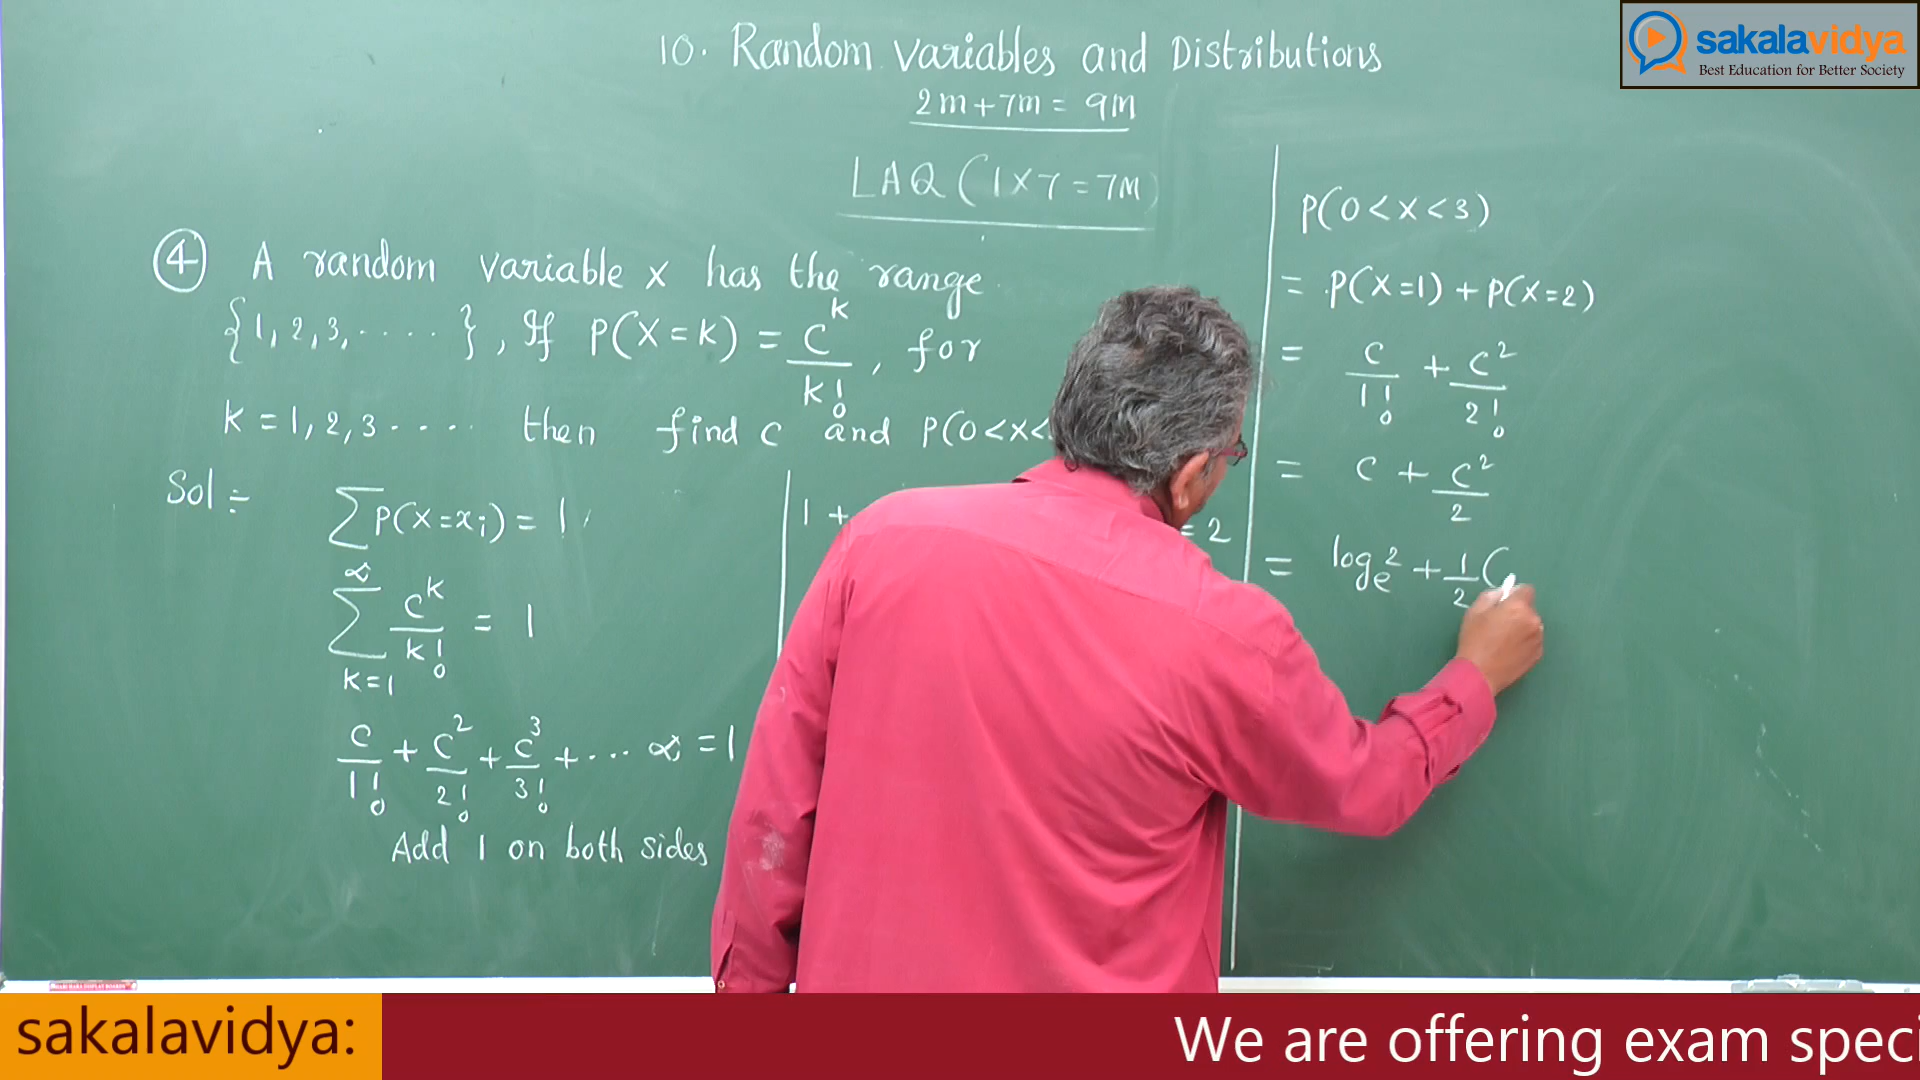 sakalavidya
Best Education for Better Society
10. Random Variables and Distributions
2m + 7m = 9M
LAQ (1 X 7 = 7M)
④ A random variable x has the range
{1, 2, 3, ....}, If P(X = k) = C^k / k!, for
k = 1, 2, 3 .... then find c and P(0 < x <
Sol :-
∑ P(X = xi) = 1
∞
∑ c^k / k! = 1
k=1
c/1! + c²/2! + c³/3! + ... ∞ = 1
Add 1 on both sides
1 +
= 2
P(0 < x < 3)
= P(X=1) + P(X=2)
= c/1! + c²/2!
= c + c²/2
= log_e 2 + 1/2 (
sakalavidya:
We are offering exam speci